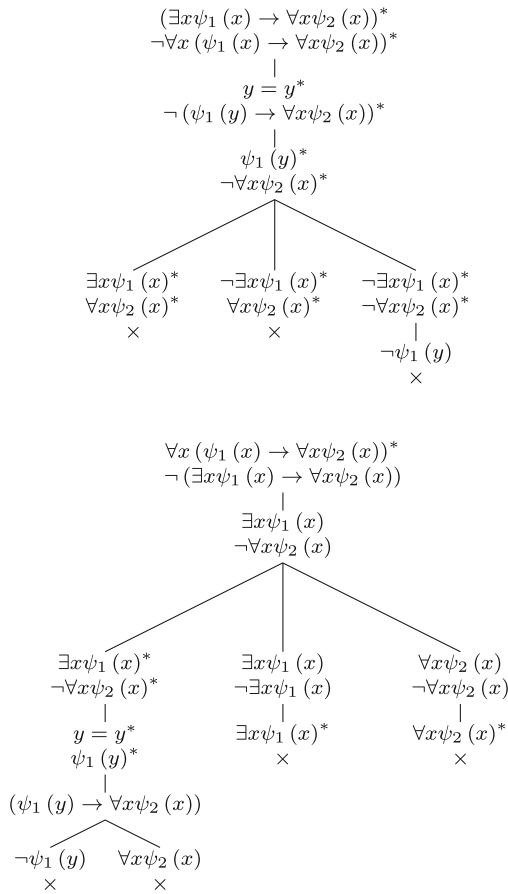 (∃xψ₁ (x) → ∀xψ₂ (x))*
¬∀x (ψ₁ (x) → ∀xψ₂ (x))*
y = y*
¬ (ψ₁ (y) → ∀xψ₂ (x))*
ψ₁ (y)*
¬∀xψ₂ (x)*
∃xψ₁ (x)* ¬∃xψ₁ (x)* ¬∃xψ₁ (x)*
∀xψ₂ (x)* ∀xψ₂ (x)* ¬∀xψ₂ (x)*
× ×
¬ψ₁ (y)
×
∀x (ψ₁ (x) → ∀xψ₂ (x))*
¬ (∃xψ₁ (x) → ∀xψ₂ (x))
∃xψ₁ (x)
¬∀xψ₂ (x)
∃xψ₁ (x)* ∃xψ₁ (x) ∀xψ₂ (x)
¬∀xψ₂ (x)* ¬∃xψ₁ (x) ¬∀xψ₂ (x)
y = y* ∃xψ₁ (x)* ∀xψ₂ (x)*
ψ₁ (y)* × ×
(ψ₁ (y) → ∀xψ₂ (x))
¬ψ₁ (y) ∀xψ₂ (x)
× ×